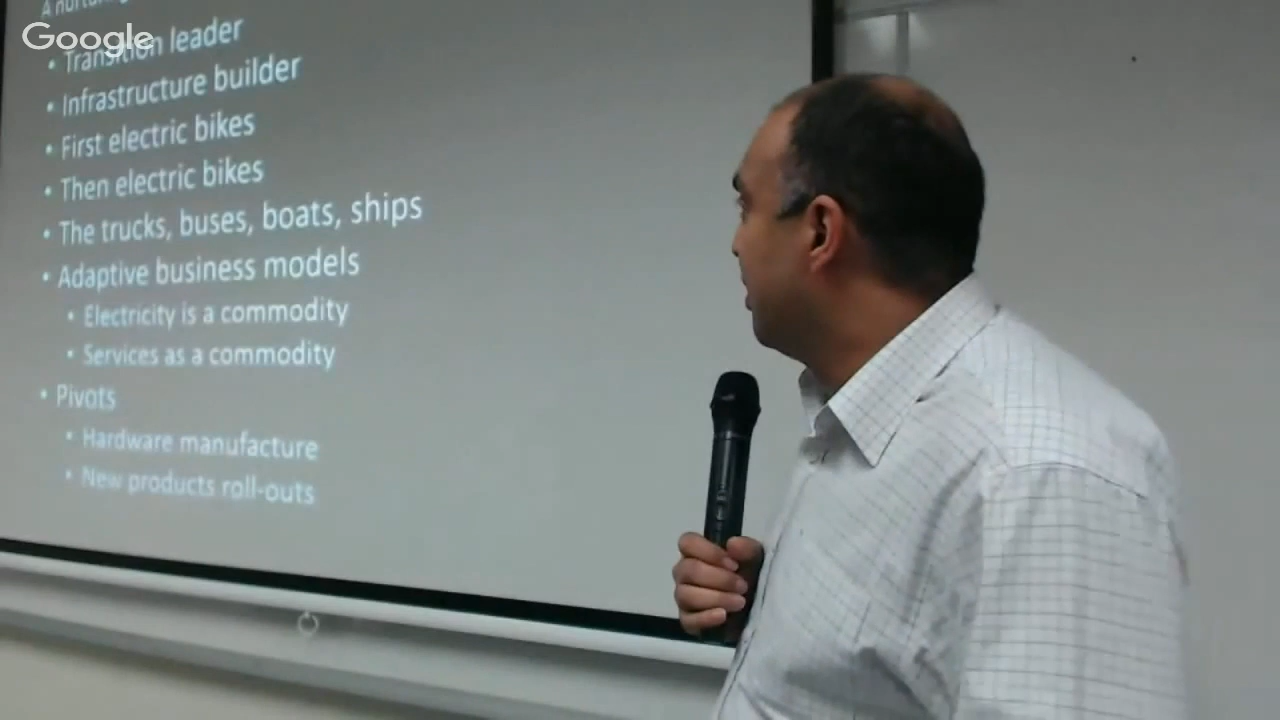 Google
• Transition leader
• Infrastructure builder
• First electric bikes
• Then electric bikes
• The trucks, buses, boats, ships
• Adaptive business models
• Electricity is a commodity
• Services as a commodity
• Pivots
• Hardware manufacture
• New products roll-outs